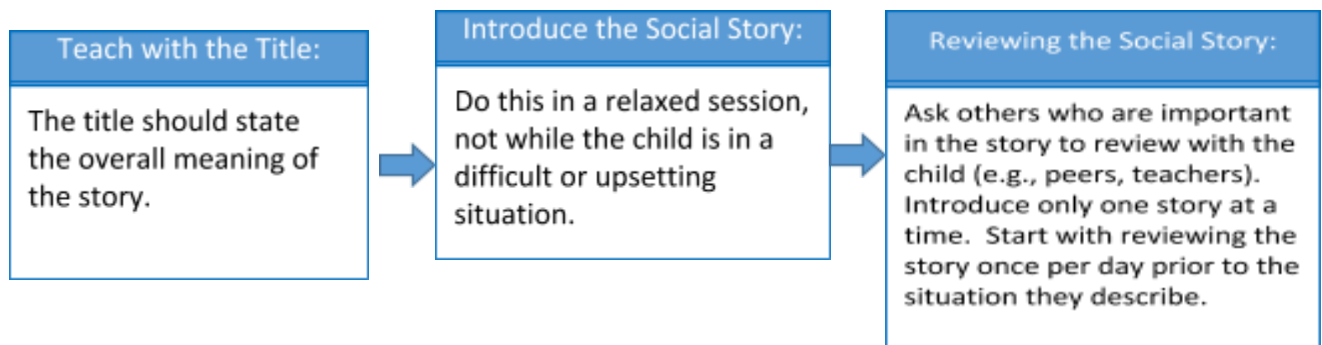 Teach with the Title:
The title should state
the overall meaning of
the story.
Introduce the Social Story:
Do this in a relaxed session,
not while the child is in a
difficult or upsetting
situation.
Reviewing the Social Story:
Ask others who are important
in the story to review with the
child (e.g., peers, teachers).
Introduce only one story at a
time.  Start with reviewing the
story once per day prior to the
situation they describe.